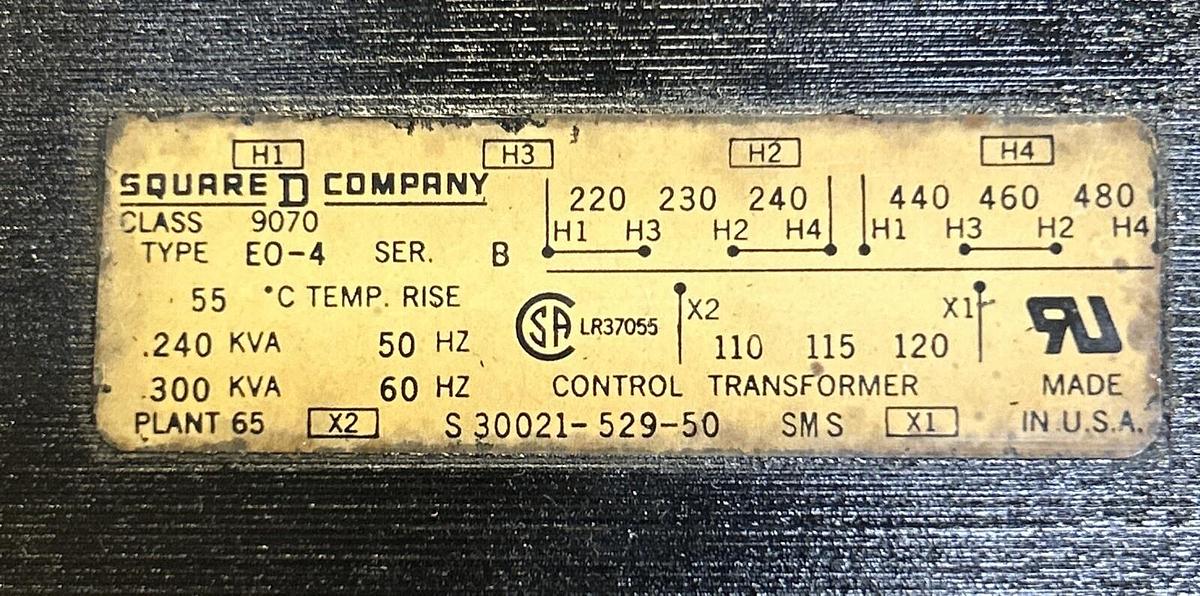 H1 H3 H2 H4
SQUARE D COMPANY
220 230 240 440 460 480
CLASS 9070
H1 H3 H2 H4 H1 H3 H2 H4
TYPE EO-4 SER. B
55 °C TEMP. RISE
X2 X1
SA LR37055
.240 KVA 50 HZ
110 115 120
.300 KVA 60 HZ
CONTROL TRANSFORMER
MADE
PLANT 65 X2 S 30021-529-50 SMS X1 IN U.S.A.